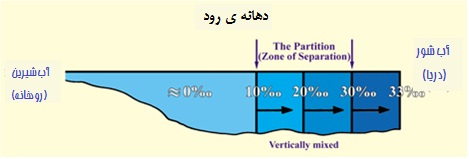 دهانه ی رود
The Partition
(Zone of Separation)
آب شور
(دریا)
آب شیرین
(رودخانه)
≈0‰ 10‰ 20‰ 30‰ 33‰
Vertically mixed